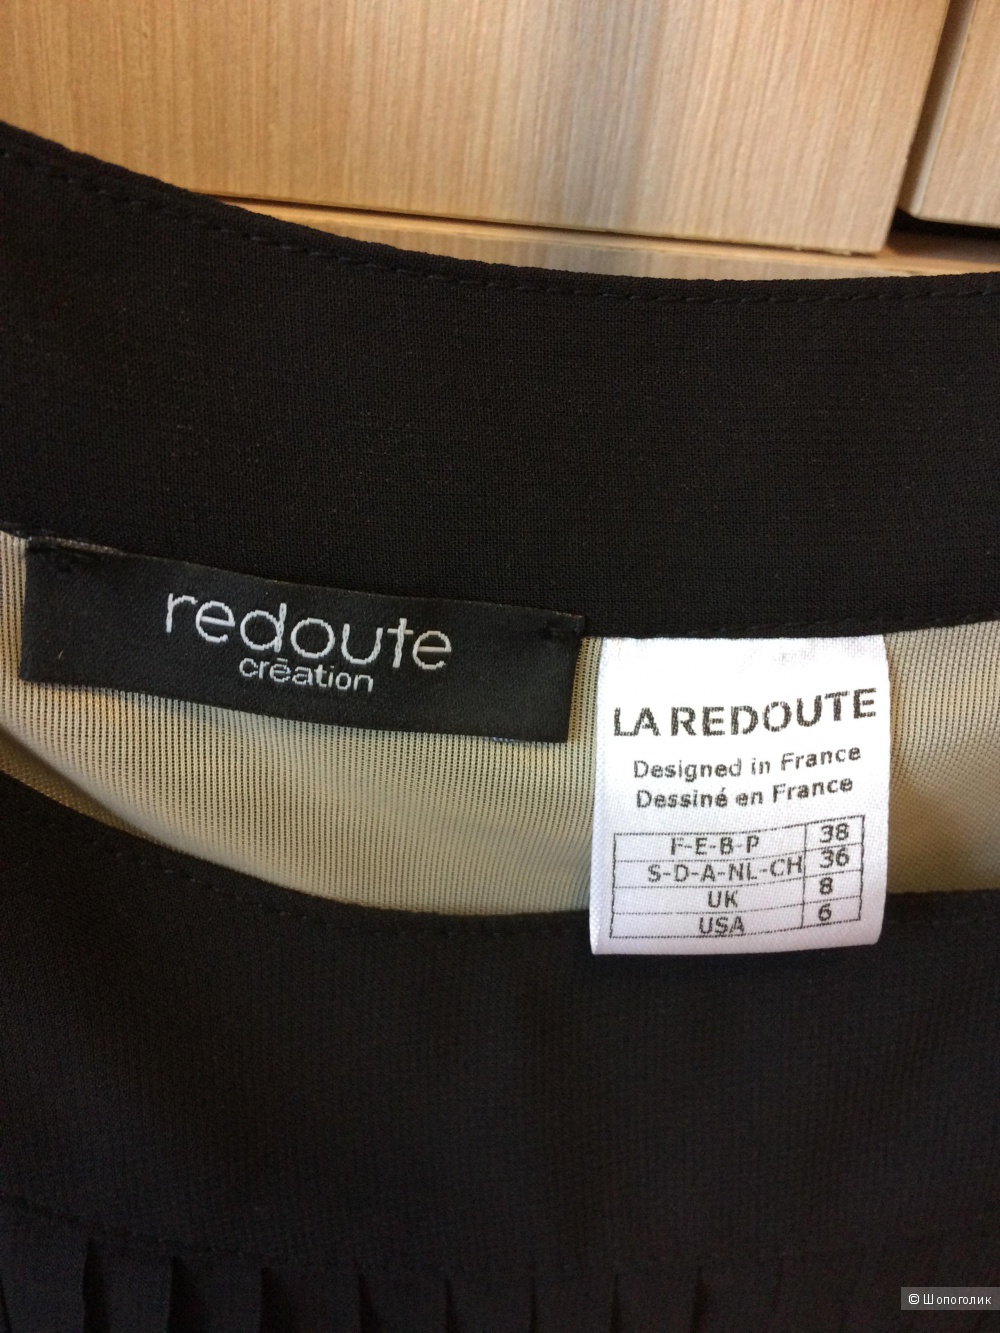 redoute
création
LA REDOUTE
Designed in France
Dessiné en France
F-E-B-P 38
S-D-A-NL-CH 36
UK 8
USA 6
© Шопоголик